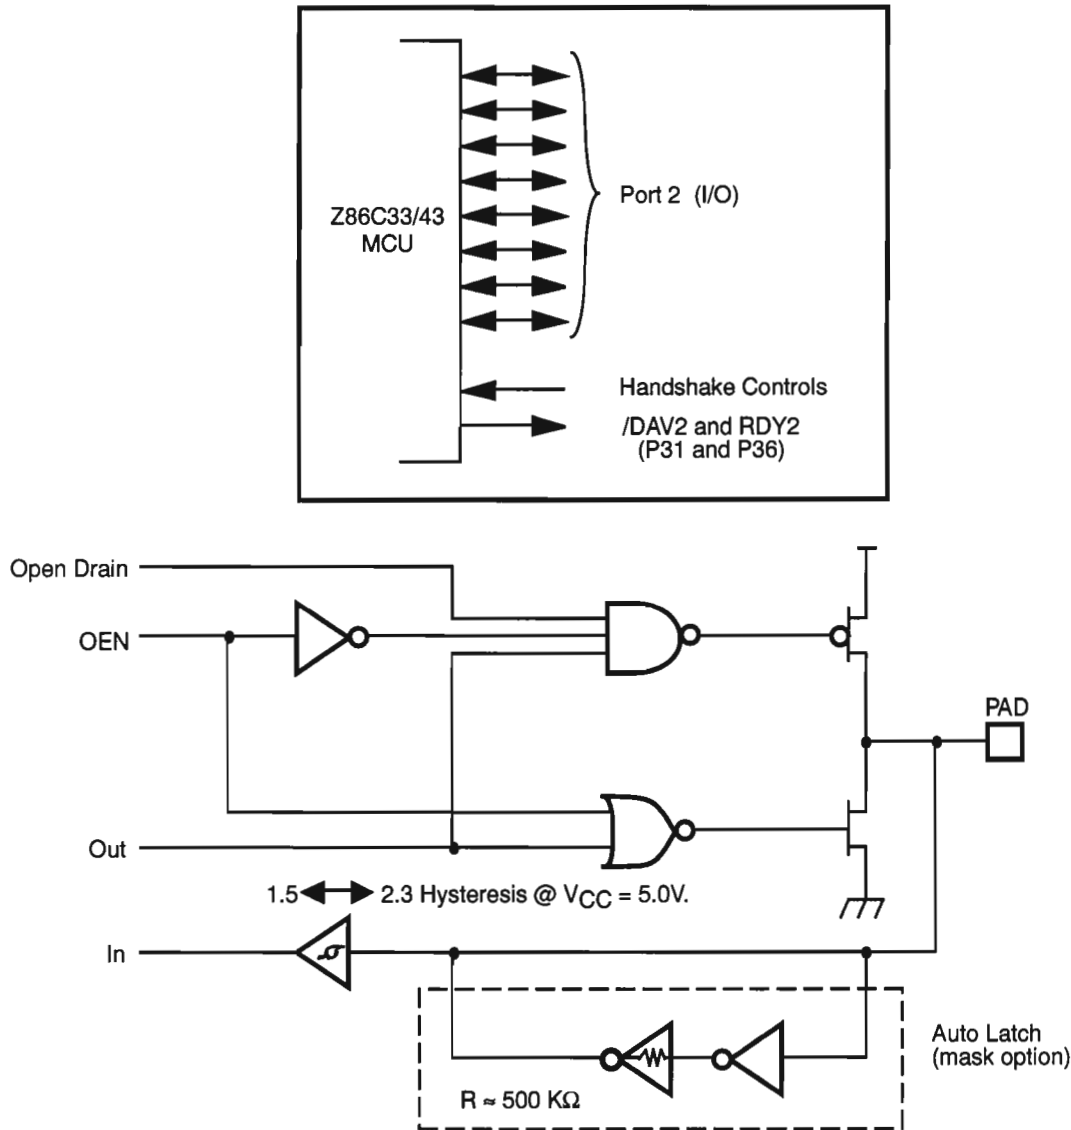 Z86C33/43
MCU
Port 2 (I/O)
Handshake Controls
/DAV2 and RDY2
(P31 and P36)
Open Drain
OEN
PAD
Out
1.5 2.3 Hysteresis @ VCC = 5.0V.
In
Auto Latch
(mask option)
R ≈ 500 KΩ